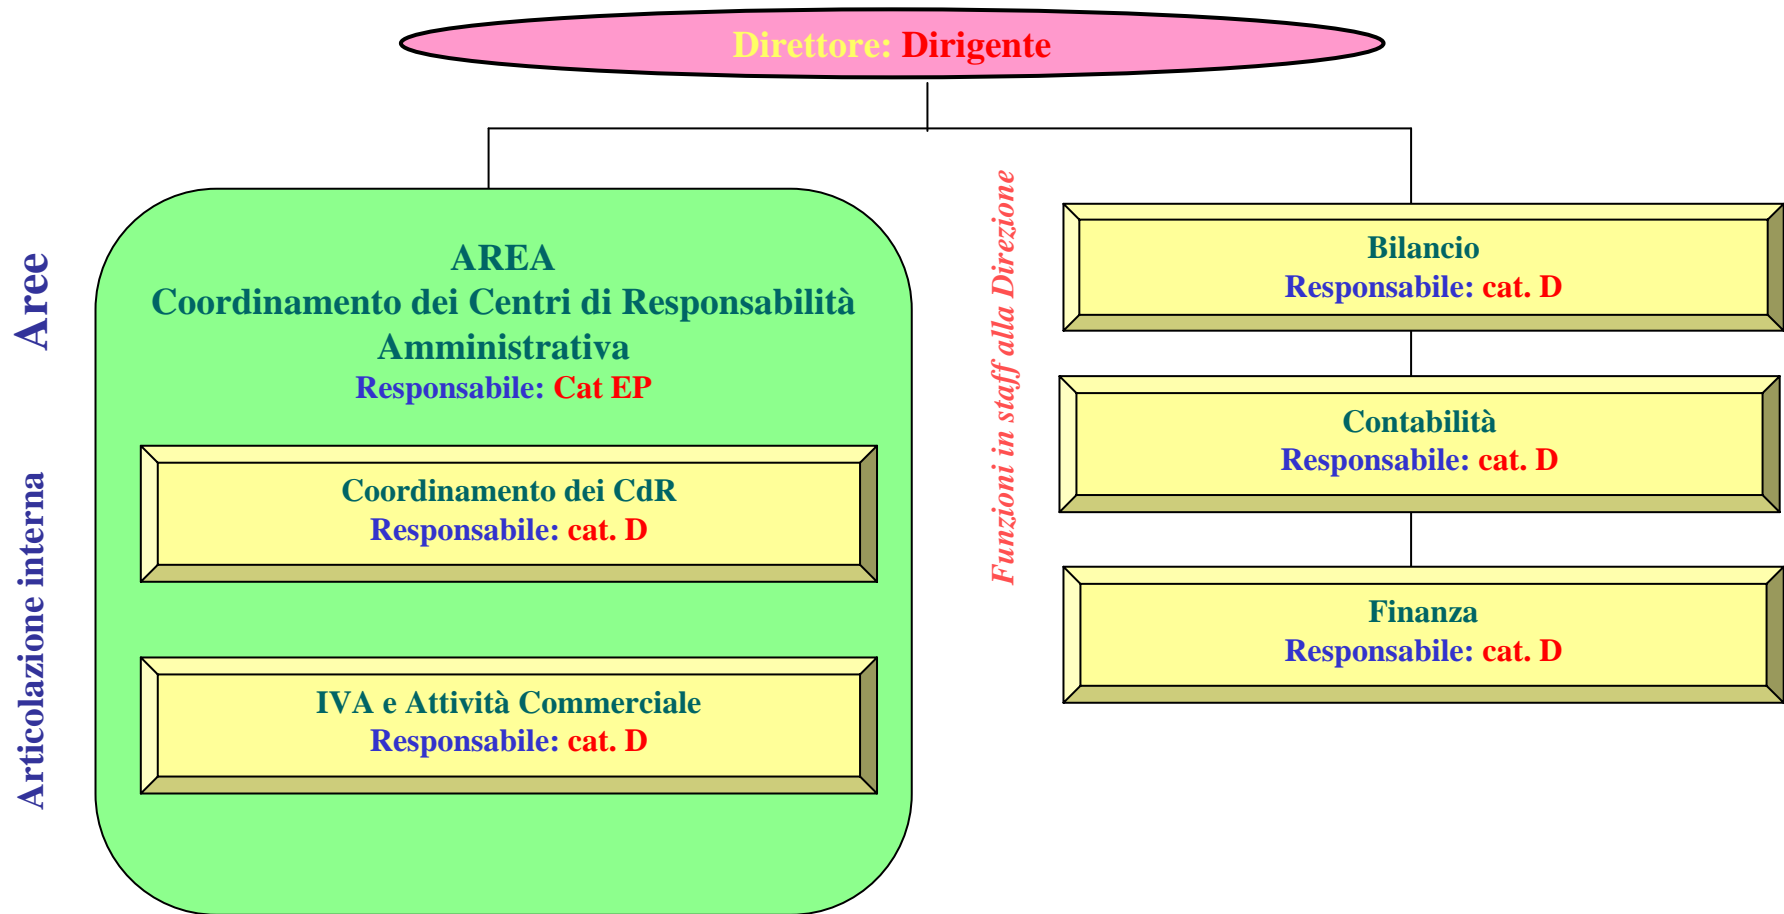 Direttore: Dirigente
Aree
AREA
Coordinamento dei Centri di Responsabilità
Amministrativa
Responsabile: Cat EP
Articolazione interna
Coordinamento dei CdR
Responsabile: cat. D
IVA e Attività Commerciale
Responsabile: cat. D
Funzioni in staff alla Direzione
Bilancio
Responsabile: cat. D
Contabilità
Responsabile: cat. D
Finanza
Responsabile: cat. D